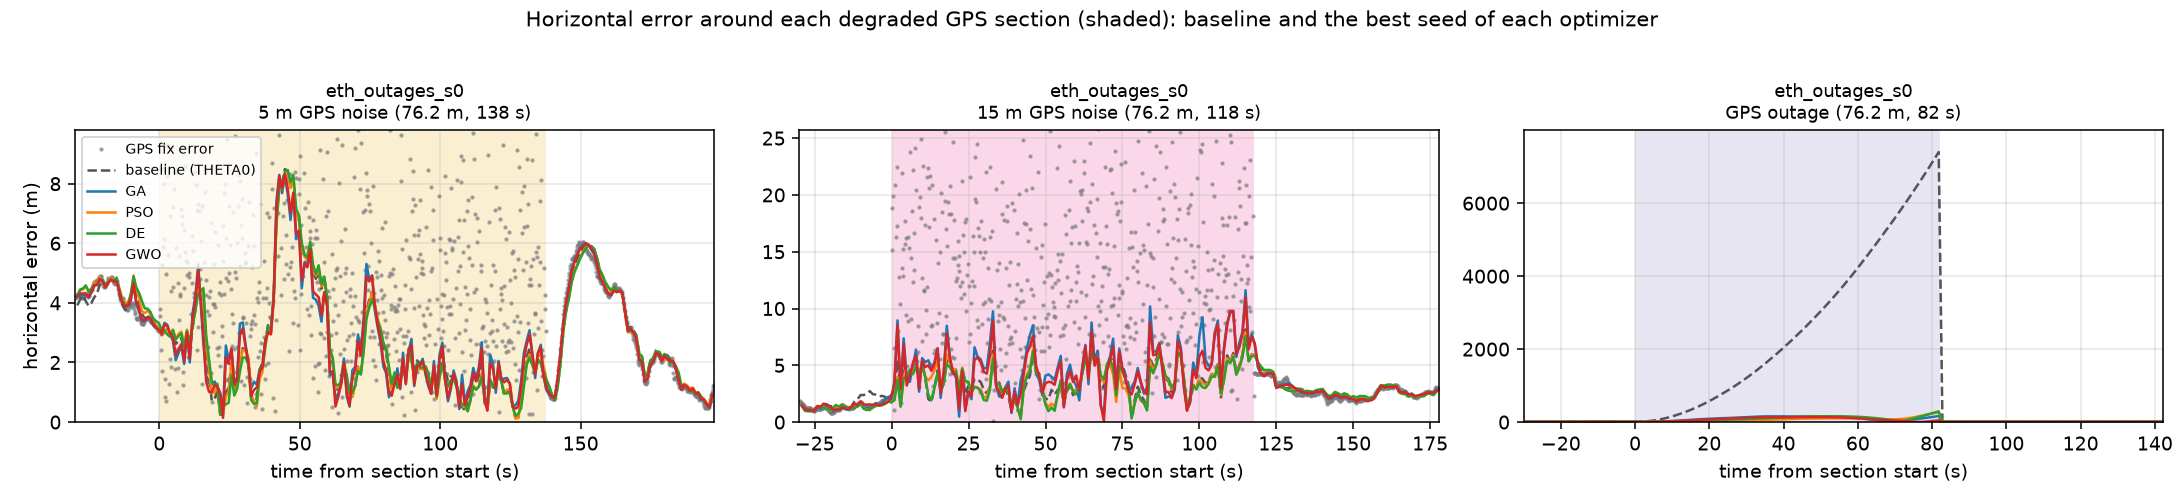 Horizontal error around each degraded GPS section (shaded): baseline and the best seed of each optimizer
eth_outages_s0
5 m GPS noise (76.2 m, 138 s)
horizontal error (m)
8
6
4
2
0
GPS fix error
baseline (THETA0)
GA
PSO
DE
GWO
0 50 100 150
time from section start (s)
eth_outages_s0
15 m GPS noise (76.2 m, 118 s)
25
20
15
10
5
0
−25 0 25 50 75 100 125 150 175
time from section start (s)
eth_outages_s0
GPS outage (76.2 m, 82 s)
6000
4000
2000
0
−20 0 20 40 60 80 100 120 140
time from section start (s)